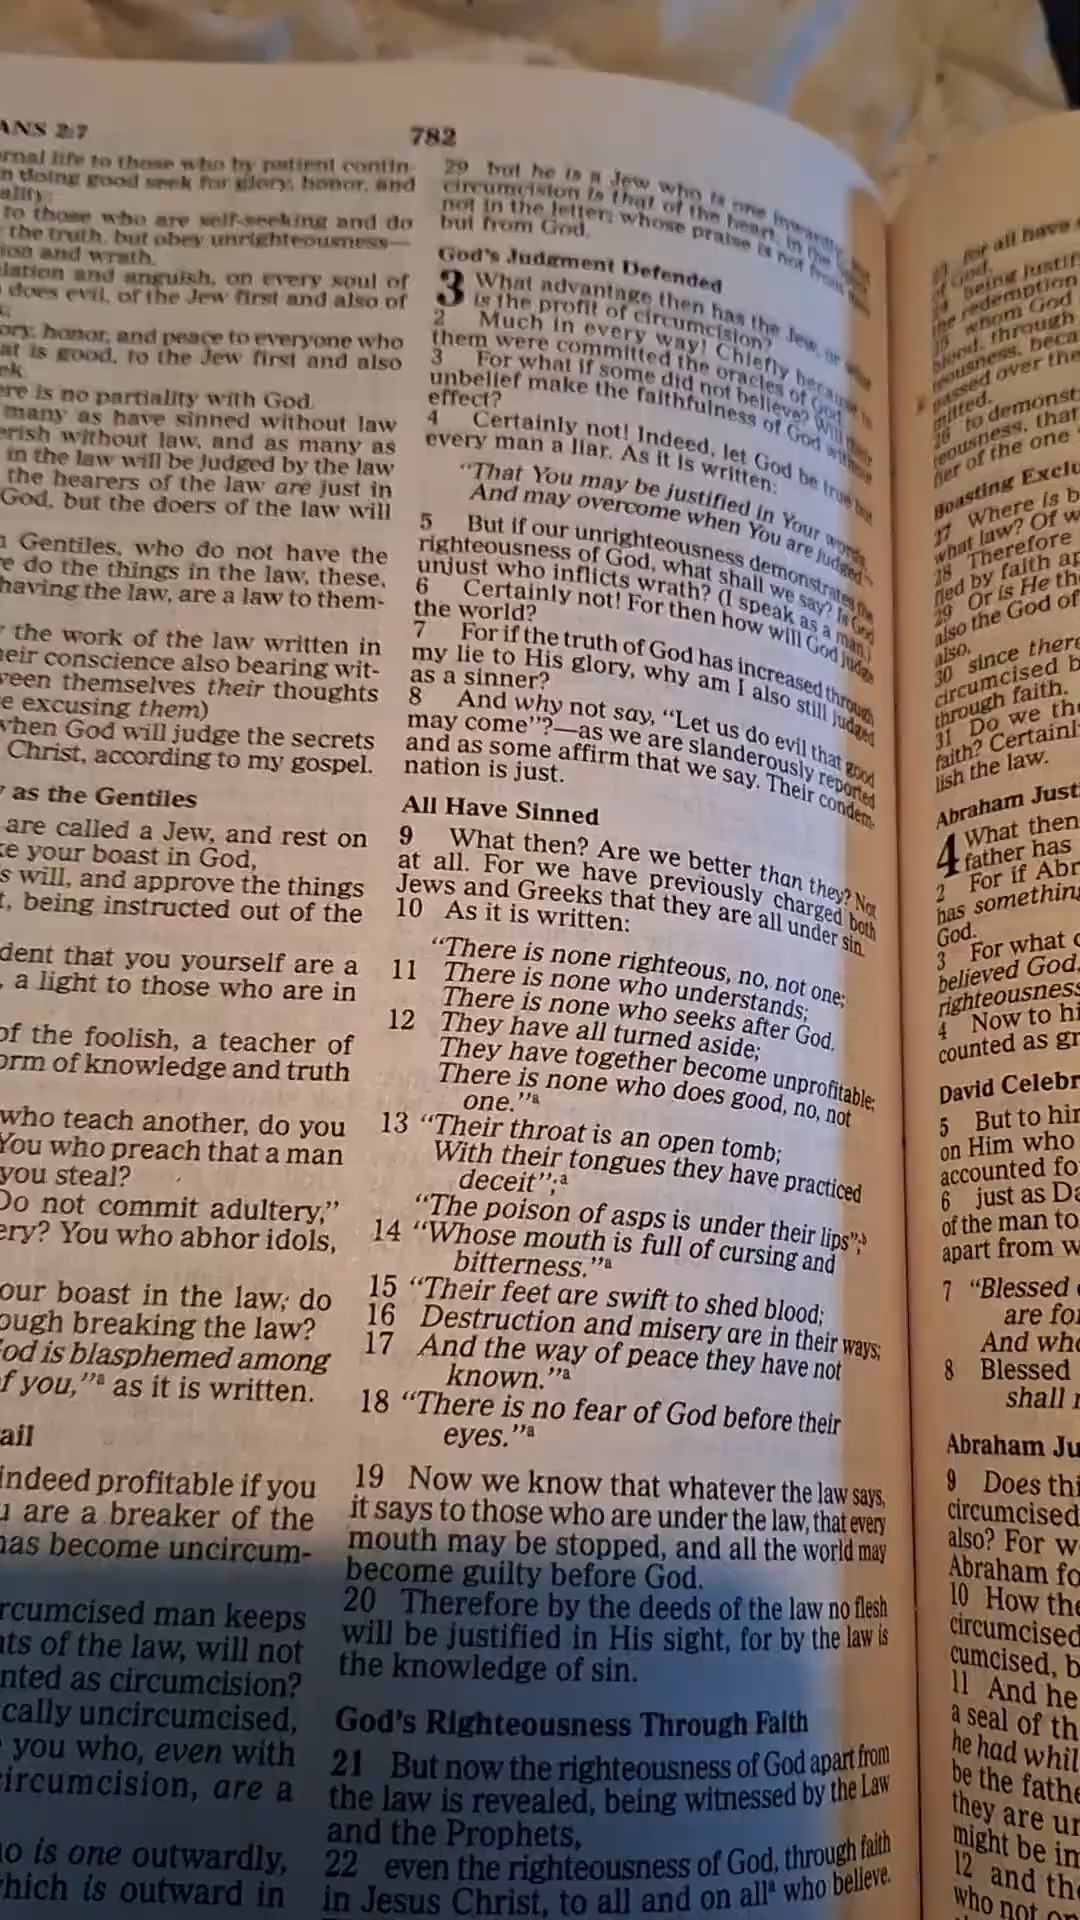 ANS 2:7
782
rnal life to those who by patient contin-
n doing good seek for glory, honor, and
ality;
to those who are self-seeking and do
the truth, but obey unrighteousness—
ion and wrath,
lation and anguish, on every soul of
does evil, of the Jew first and also of
ory, honor, and peace to everyone who
at is good, to the Jew first and also
ek.
ere is no partiality with God.
many as have sinned without law
erish without law, and as many as
in the law will be judged by the law
the hearers of the law are just in
God, but the doers of the law will
n Gentiles, who do not have the
e do the things in the law, these,
having the law, are a law to them-
the work of the law written in
heir conscience also bearing wit-
ween themselves their thoughts
e excusing them)
when God will judge the secrets
Christ, according to my gospel.
as the Gentiles
are called a Jew, and rest on
ke your boast in God,
s will, and approve the things
t, being instructed out of the
dent that you yourself are a
, a light to those who are in
of the foolish, a teacher of
orm of knowledge and truth
who teach another, do you
You who preach that a man
you steal?
Do not commit adultery,”
ery? You who abhor idols,
our boast in the law, do
ough breaking the law?
God is blasphemed among
f you,”a as it is written.
ail
indeed profitable if you
u are a breaker of the
has become uncircum-
rcumcised man keeps
nts of the law, will not
nted as circumcision?
cally uncircumcised,
you who, even with
ircumcision, are a
o is one outwardly,
hich is outward in
29 but he is a Jew who is one inwardly
circumcision is that of the heart, in the
not in the letter; whose praise is not from
but from God.
God's Judgment Defended
3 What advantage then has the Jew, or what
is the profit of circumcision?
2 Much in every way! Chiefly because to
them were committed the oracles of God.
3 For what if some did not believe? Will their
unbelief make the faithfulness of God without
effect?
4 Certainly not! Indeed, let God be true but
every man a liar. As it is written:
“That You may be justified in Your words,
And may overcome when You are judged.”
5 But if our unrighteousness demonstrates the
righteousness of God, what shall we say? Is God
unjust who inflicts wrath? (I speak as a man.)
6 Certainly not! For then how will God judge
the world?
7 For if the truth of God has increased through
my lie to His glory, why am I also still judged
as a sinner?
8 And why not say, “Let us do evil that good
may come”?—as we are slanderously reported
and as some affirm that we say. Their condem-
nation is just.
All Have Sinned
9 What then? Are we better than they? Not
at all. For we have previously charged both
Jews and Greeks that they are all under sin.
10 As it is written:
“There is none righteous, no, not one;
11 There is none who understands;
There is none who seeks after God.
12 They have all turned aside;
They have together become unprofitable;
There is none who does good, no, not
one.”a
13 “Their throat is an open tomb;
With their tongues they have practiced
deceit”;a
“The poison of asps is under their lips”;b
14 “Whose mouth is full of cursing and
bitterness.”a
15 “Their feet are swift to shed blood;
16 Destruction and misery are in their ways;
17 And the way of peace they have not
known.”a
18 “There is no fear of God before their
eyes.”a
19 Now we know that whatever the law says,
it says to those who are under the law, that every
mouth may be stopped, and all the world may
become guilty before God.
20 Therefore by the deeds of the law no flesh
will be justified in His sight, for by the law is
the knowledge of sin.
God's Righteousness Through Faith
21 But now the righteousness of God apart from
the law is revealed, being witnessed by the Law
and the Prophets,
22 even the righteousness of God, through faith
in Jesus Christ, to all and on alla who believe.
for all have
of God,
being justif
the redemption
whom God
blood, through
eousness, beca
passed over the
mitted,
26 to demonst
eousness, that
fier of the one
Boasting Exclu
27 Where is b
what law? Of w
28 Therefore
fied by faith ap
29 Or is He th
also the God of
also,
30 since there
circumcised b
through faith.
31 Do we th
faith? Certainl
lish the law.
Abraham Just
4 What then
father has
2 For if Abr
has something
God.
3 For what
believed God,
righteousness
4 Now to hi
counted as gr
David Celebr
5 But to hi
on Him who
accounted fo
6 just as Da
of the man to
apart from w
7 “Blessed
are for
And who
8 Blessed
shall
Abraham Ju
9 Does thi
circumcised
also? For w
Abraham fo
10 How the
circumcised
cumcised, b
11 And he
a seal of th
he had whil
be the fathe
they are un
might be im
12 and the
who not on